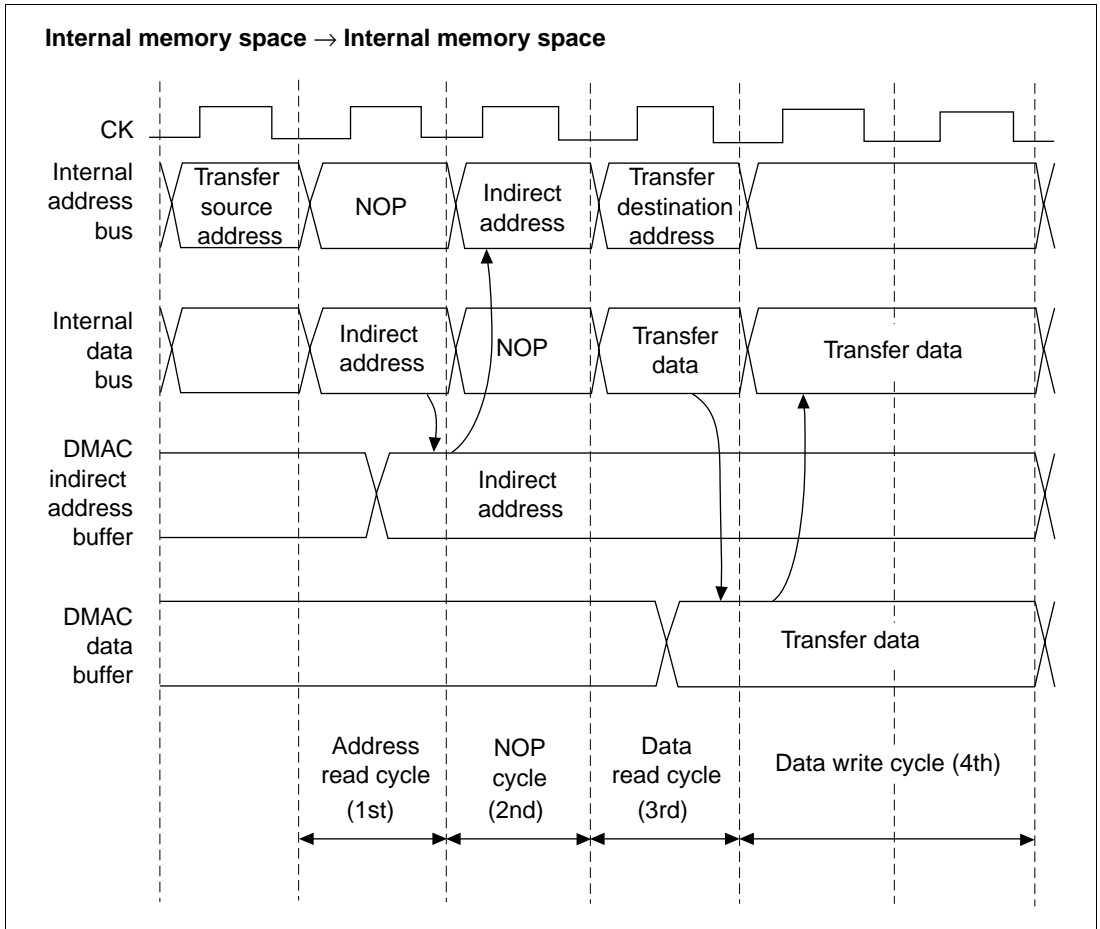 Internal memory space → Internal memory space
CK
Internal
address
bus
Transfer
source
address
NOP
Indirect
address
Transfer
destination
address
Internal
data
bus
Indirect
address
NOP
Transfer
data
Transfer data
DMAC
indirect
address
buffer
Indirect
address
DMAC
data
buffer
Transfer data
Address
read cycle
(1st)
NOP
cycle
(2nd)
Data
read cycle
(3rd)
Data write cycle (4th)